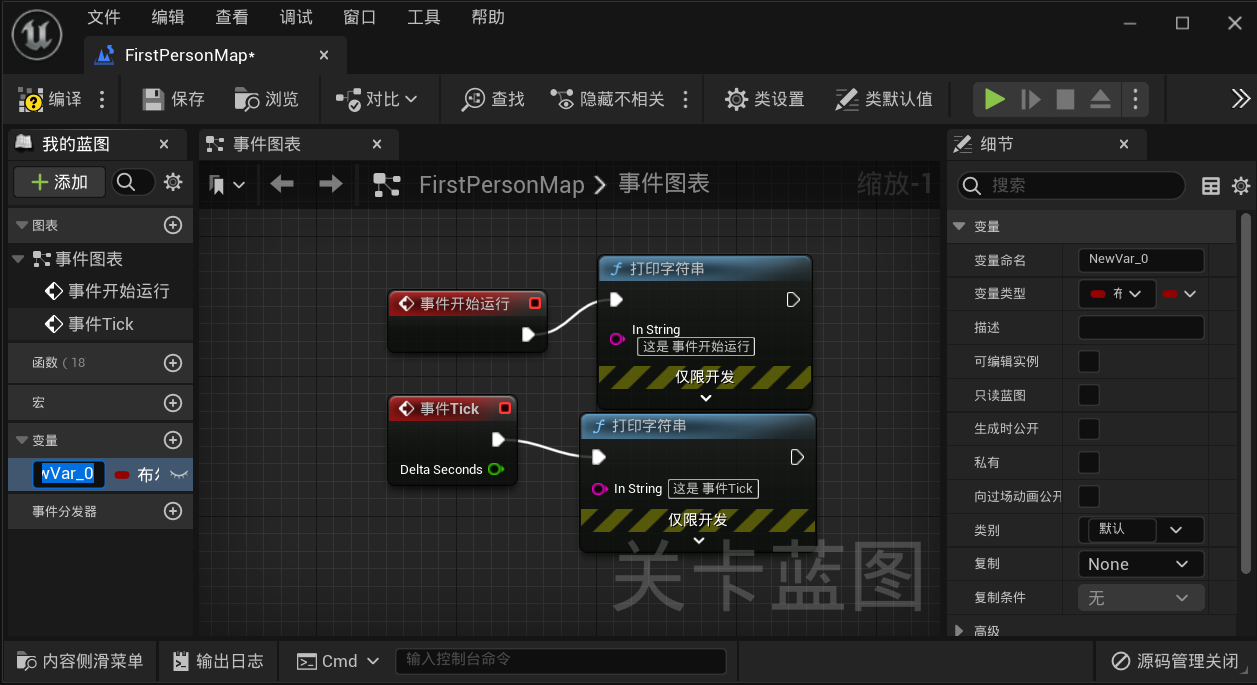 文件 编辑 查看 调试 窗口 工具 帮助
FirstPersonMap*
编译 保存 浏览 对比 查找 隐藏不相关 类设置 类默认值
我的蓝图
事件图表
细节
添加
FirstPersonMap 事件图表
缩放-1
搜索
图表
事件图表
事件开始运行
事件Tick
函数 (18
宏
变量
wVar_0 布尔
事件分发器
事件开始运行
打印字符串
In String
这是 事件开始运行
仅限开发
事件Tick
Delta Seconds
打印字符串
In String 这是 事件Tick
仅限开发
关卡蓝图
变量
变量命名 NewVar_0
变量类型 布
描述
可编辑实例
只读蓝图
生成时公开
私有
向过场动画公开
类别 默认
复制 None
复制条件 无
高级
内容侧滑菜单 输出日志 Cmd 输入控制台命令 源码管理关闭